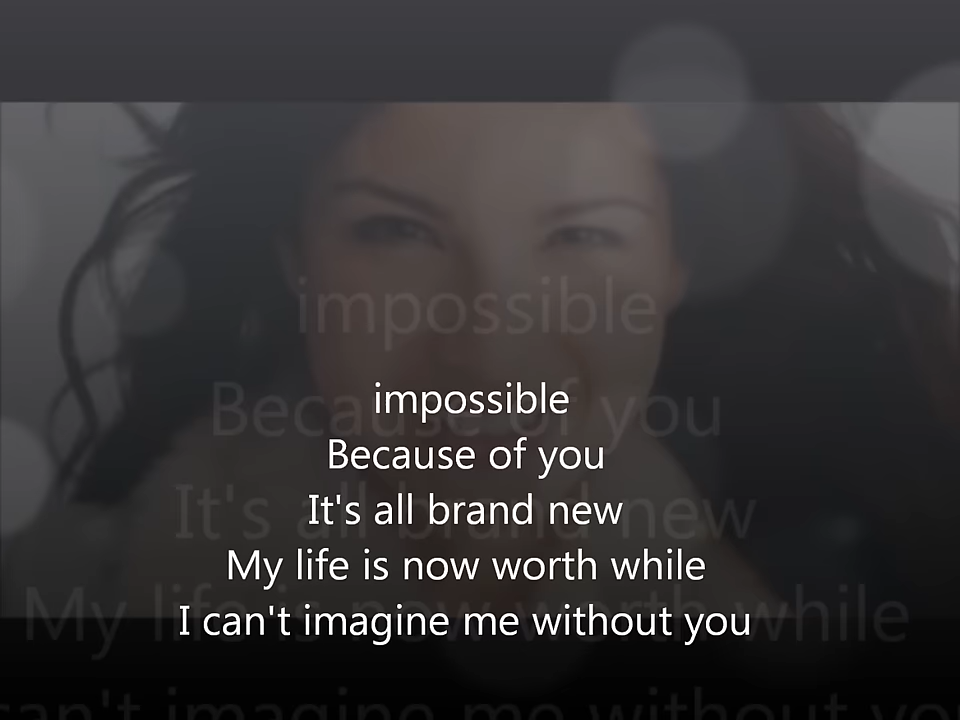 impossible
Because of you
It's all brand new
My life is now worth while
I can't imagine me without you